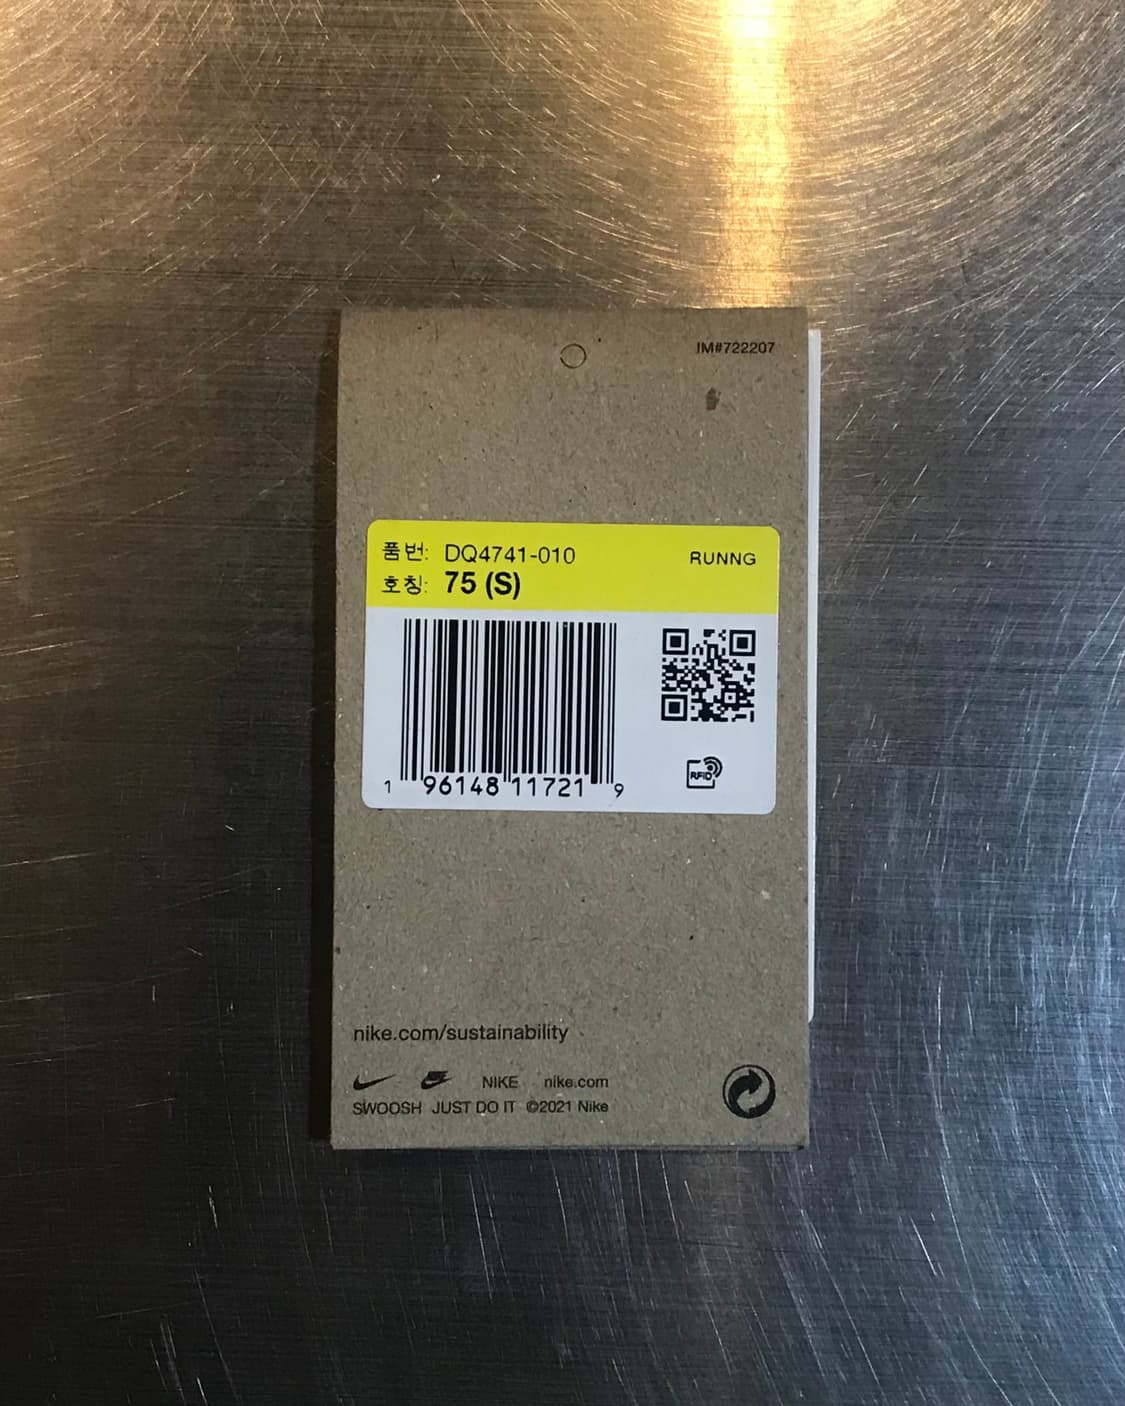 IM#722207
품번: DQ4741-010 RUNNG
호칭: 75 (S)
1 96148 11721 9
RFID
nike.com/sustainability
NIKE nike.com
SWOOSH JUST DO IT ©2021 Nike